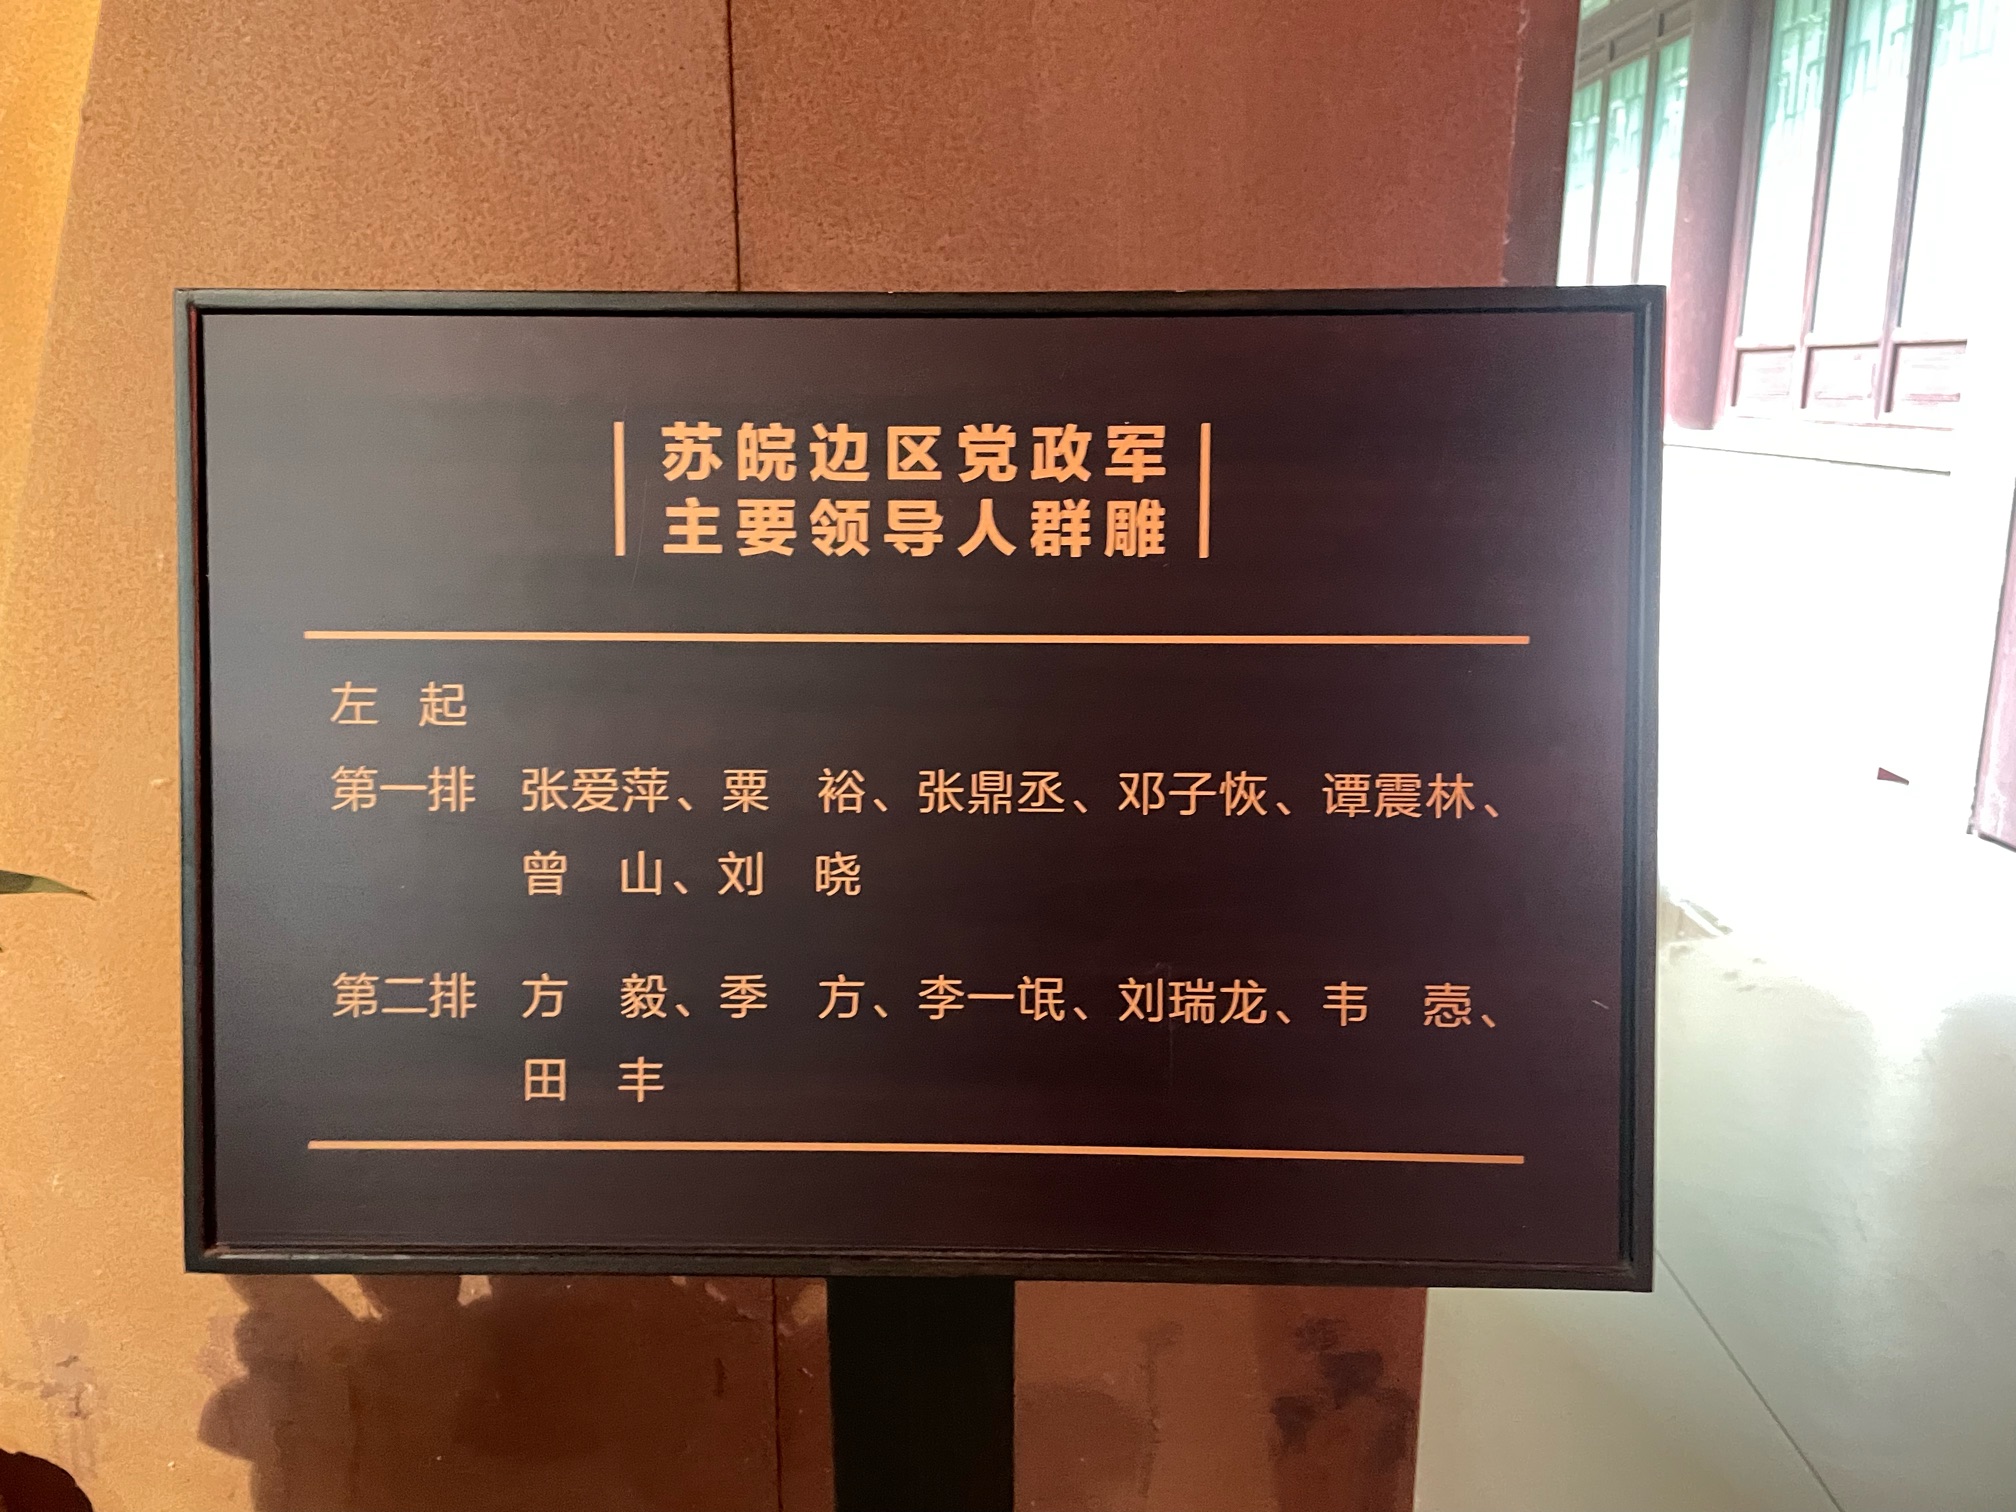 苏皖边区党政军
主要领导人群雕
左 起
第一排 张爱萍、粟 裕、张鼎丞、邓子恢、谭震林、
曾 山、刘 晓
第二排 方 毅、季 方、李一氓、刘瑞龙、韦 悫、
田 丰